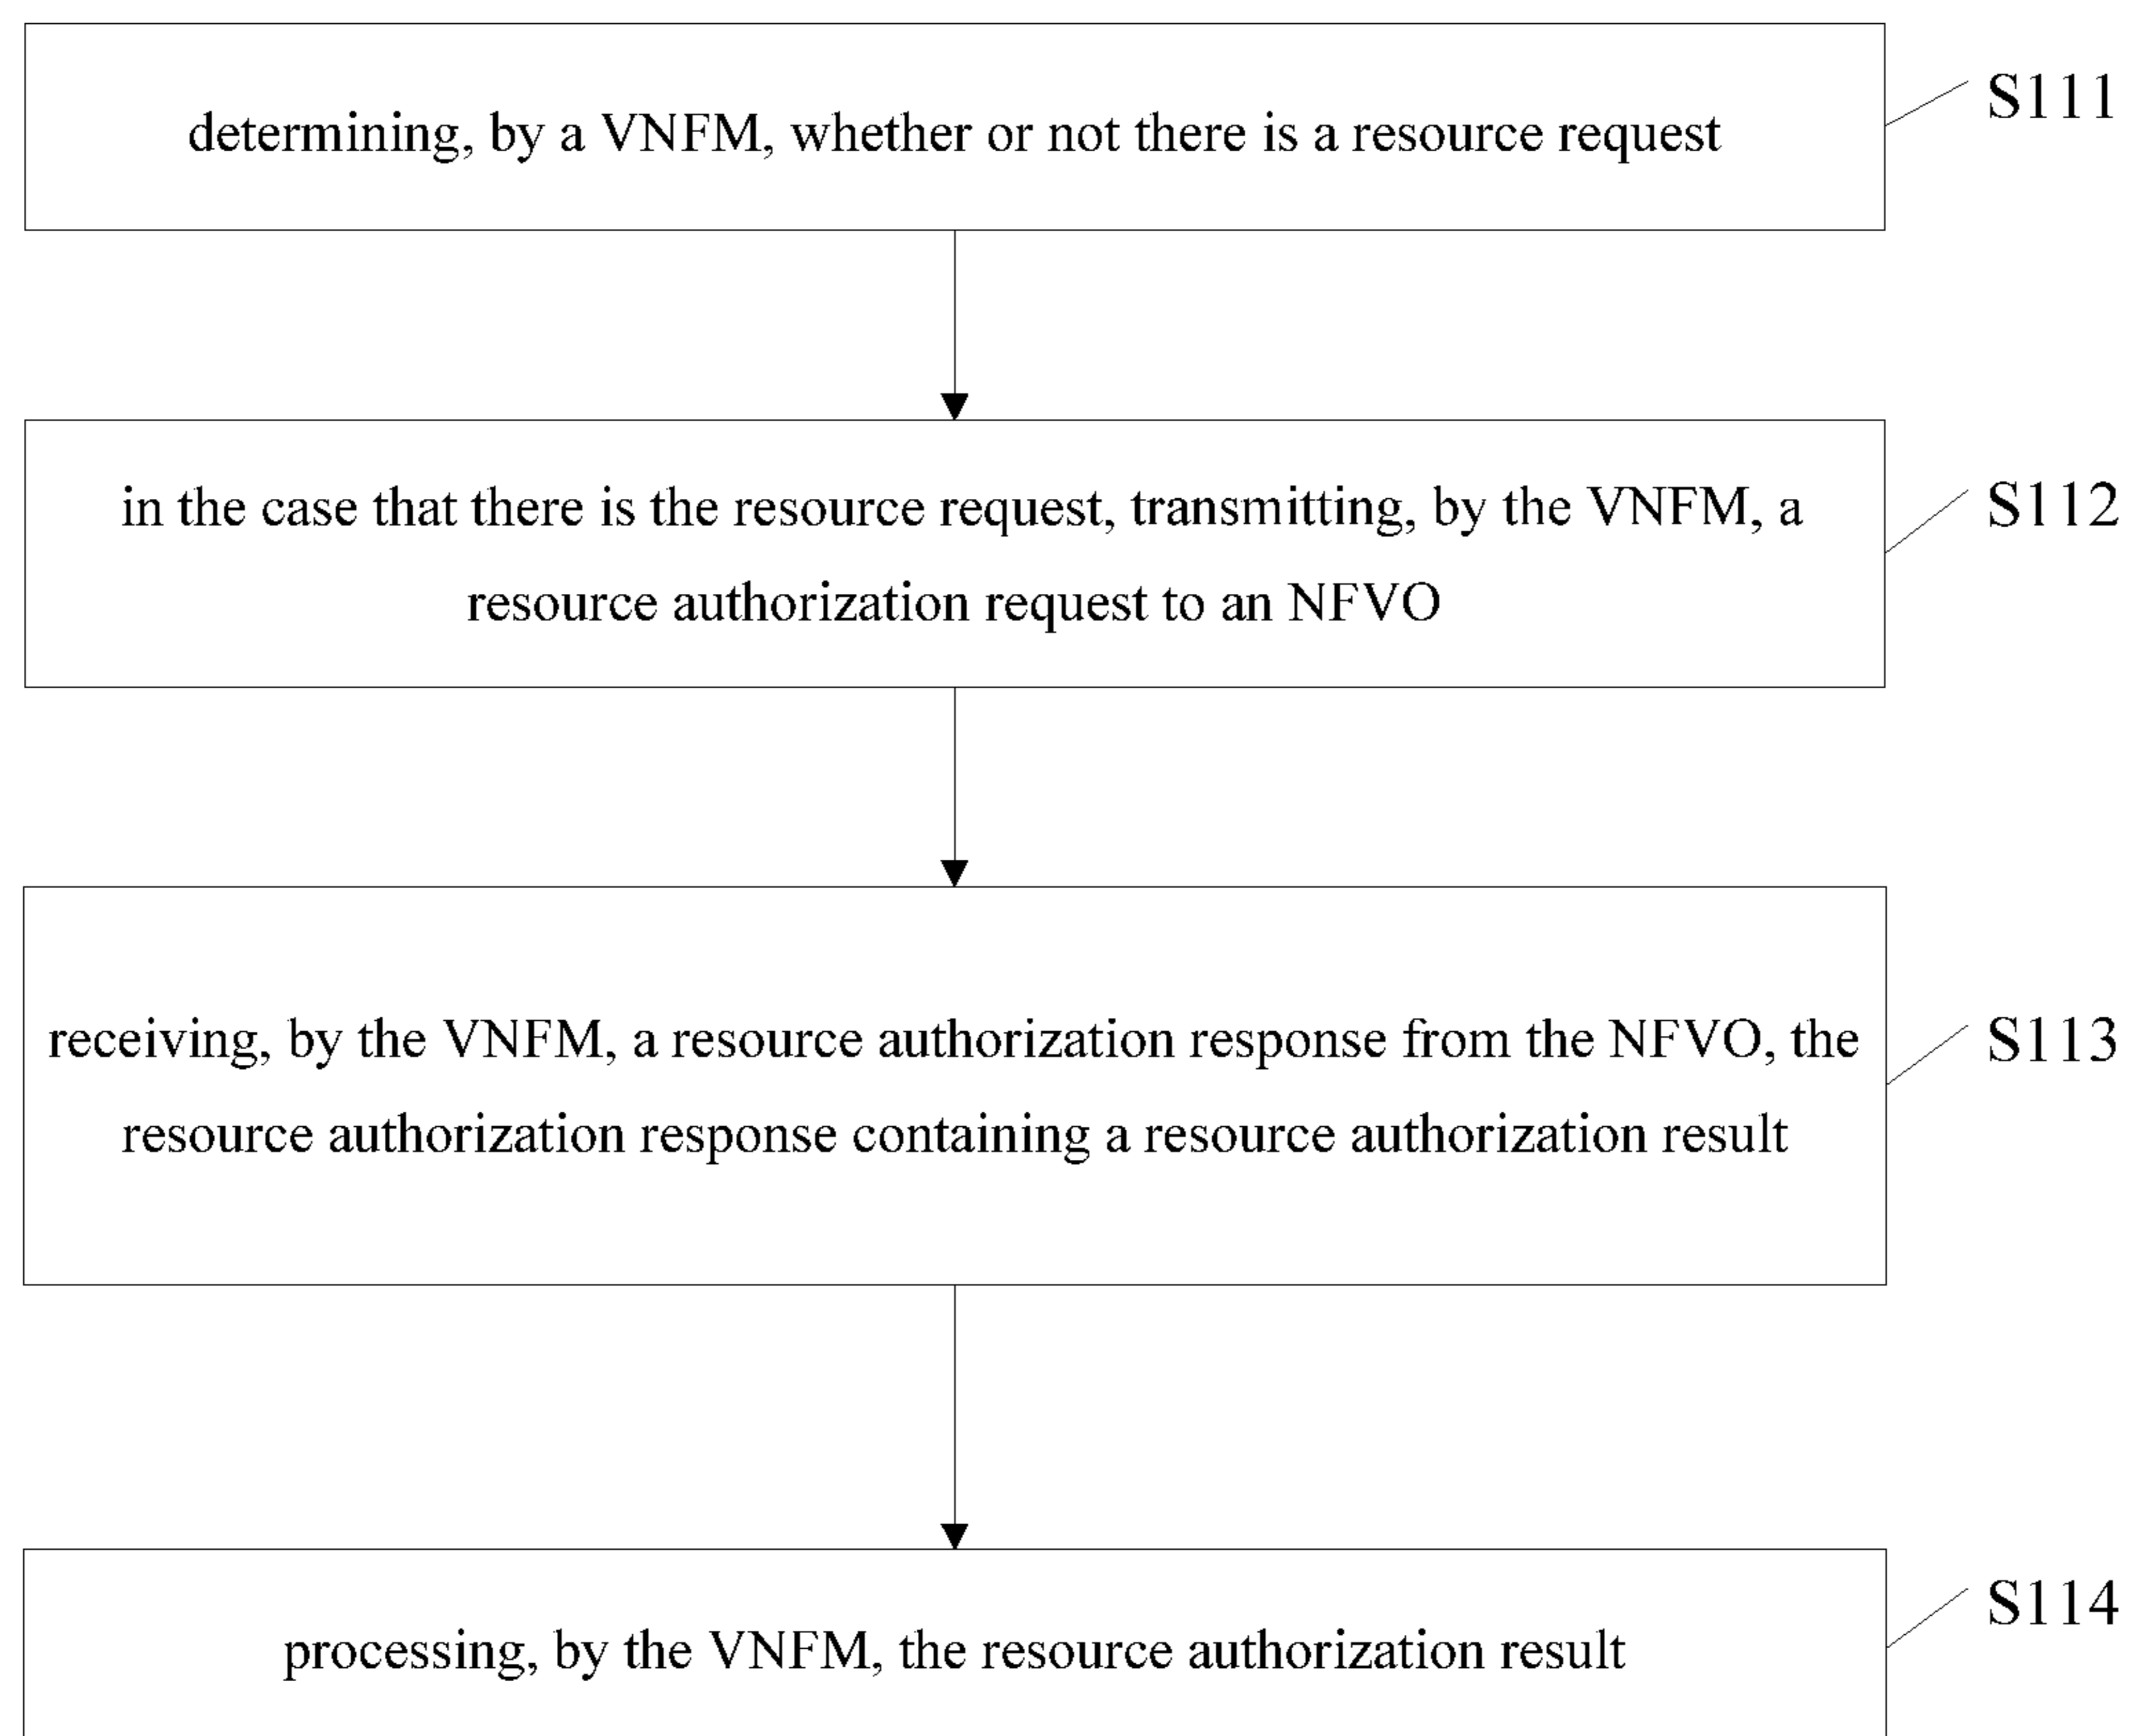 determining, by a VNFM, whether or not there is a resource request
S111
in the case that there is the resource request, transmitting, by the VNFM, a
resource authorization request to an NFVO
S112
receiving, by the VNFM, a resource authorization response from the NFVO, the
resource authorization response containing a resource authorization result
S113
processing, by the VNFM, the resource authorization result
S114